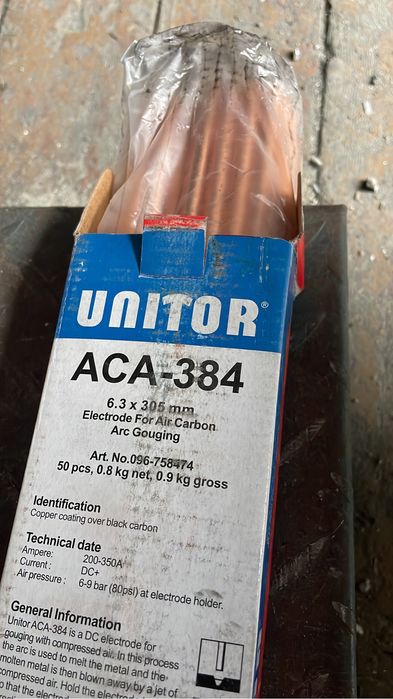 UNITOR®
ACA-384
6.3 x 305 mm
Electrode For Air Carbon
Arc Gouging
Art. No.096-758474
50 pcs, 0.8 kg net, 0.9 kg gross
Identification
Copper coating over black carbon
Technical date
Ampere: 200-350A
Current: DC+
Air pressure: 6-9 bar (80psi) at electrode holder.
General Information
Unitor ACA-384 is a DC electrode for
gouging with compressed air. In this process
the arc is used to melt the metal and the
molten metal is then blown away by a jet of
compressed air. Hold the
that the